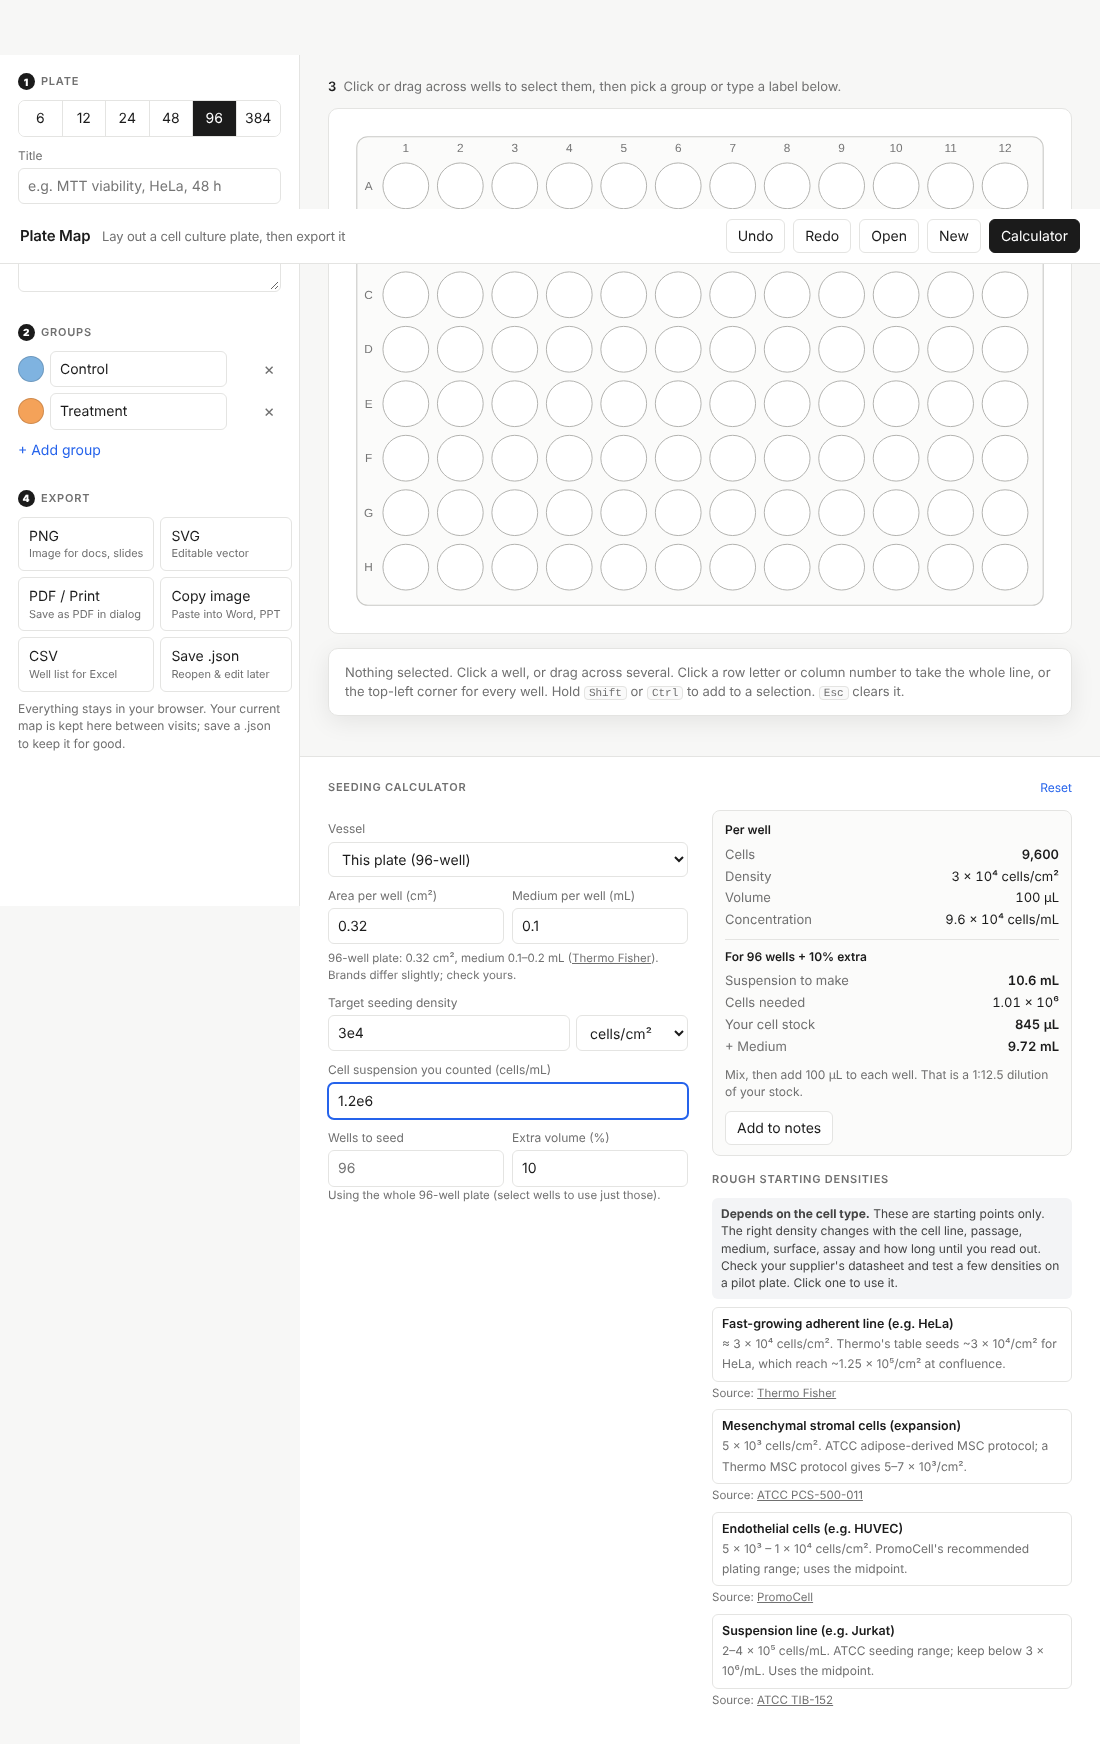 1 PLATE
6 12 24 48 96 384
Title
e.g. MTT viability, HeLa, 48 h
3 Click or drag across wells to select them, then pick a group or type a label below.
1 2 3 4 5 6 7 8 9 10 11 12
A
Plate Map Lay out a cell culture plate, then export it
Undo Redo Open New Calculator
C
D
E
F
G
H
2 GROUPS
Control ×
Treatment ×
+ Add group
4 EXPORT
PNG
Image for docs, slides
SVG
Editable vector
PDF / Print
Save as PDF in dialog
Copy image
Paste into Word, PPT
CSV
Well list for Excel
Save .json
Reopen & edit later
Everything stays in your browser. Your current
map is kept here between visits; save a .json
to keep it for good.
Nothing selected. Click a well, or drag across several. Click a row letter or column number to take the whole line, or
the top-left corner for every well. Hold Shift or Ctrl to add to a selection. Esc clears it.
SEEDING CALCULATOR
Reset
Vessel
This plate (96-well)
Area per well (cm²) Medium per well (mL)
0.32 0.1
96-well plate: 0.32 cm², medium 0.1–0.2 mL (Thermo Fisher).
Brands differ slightly; check yours.
Target seeding density
3e4 cells/cm²
Cell suspension you counted (cells/mL)
1.2e6
Wells to seed Extra volume (%)
96 10
Using the whole 96-well plate (select wells to use just those).
Per well
Cells 9,600
Density 3 × 10⁴ cells/cm²
Volume 100 µL
Concentration 9.6 × 10⁴ cells/mL
For 96 wells + 10% extra
Suspension to make 10.6 mL
Cells needed 1.01 × 10⁶
Your cell stock 845 µL
+ Medium 9.72 mL
Mix, then add 100 µL to each well. That is a 1:12.5 dilution
of your stock.
Add to notes
ROUGH STARTING DENSITIES
Depends on the cell type. These are starting points only.
The right density changes with the cell line, passage,
medium, surface, assay and how long until you read out.
Check your supplier's datasheet and test a few densities on
a pilot plate. Click one to use it.
Fast-growing adherent line (e.g. HeLa)
≈ 3 × 10⁴ cells/cm². Thermo's table seeds ~3 × 10⁴/cm² for
HeLa, which reach ~1.25 × 10⁵/cm² at confluence.
Source: Thermo Fisher
Mesenchymal stromal cells (expansion)
5 × 10³ cells/cm². ATCC adipose-derived MSC protocol; a
Thermo MSC protocol gives 5–7 × 10³/cm².
Source: ATCC PCS-500-011
Endothelial cells (e.g. HUVEC)
5 × 10³ – 1 × 10⁴ cells/cm². PromoCell's recommended
plating range; uses the midpoint.
Source: PromoCell
Suspension line (e.g. Jurkat)
2–4 × 10⁵ cells/mL. ATCC seeding range; keep below 3 ×
10⁶/mL. Uses the midpoint.
Source: ATCC TIB-152